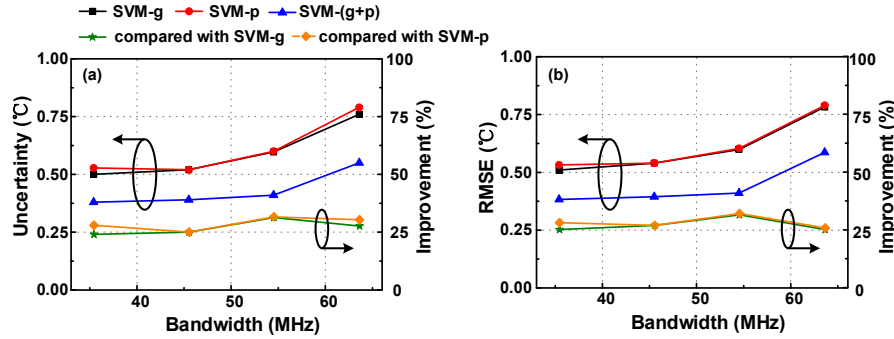 SVM-g SVM-p SVM-(g+p)
compared with SVM-g compared with SVM-p
(a)
1.00
0.75
0.50
0.25
0.00
Uncertainty (℃)
100
75
50
25
0
Improvement (%)
40 50 60
Bandwidth (MHz)
(b)
1.00
0.75
0.50
0.25
0.00
RMSE (℃)
100
75
50
25
0
Improvement (%)
40 50 60
Bandwidth (MHz)